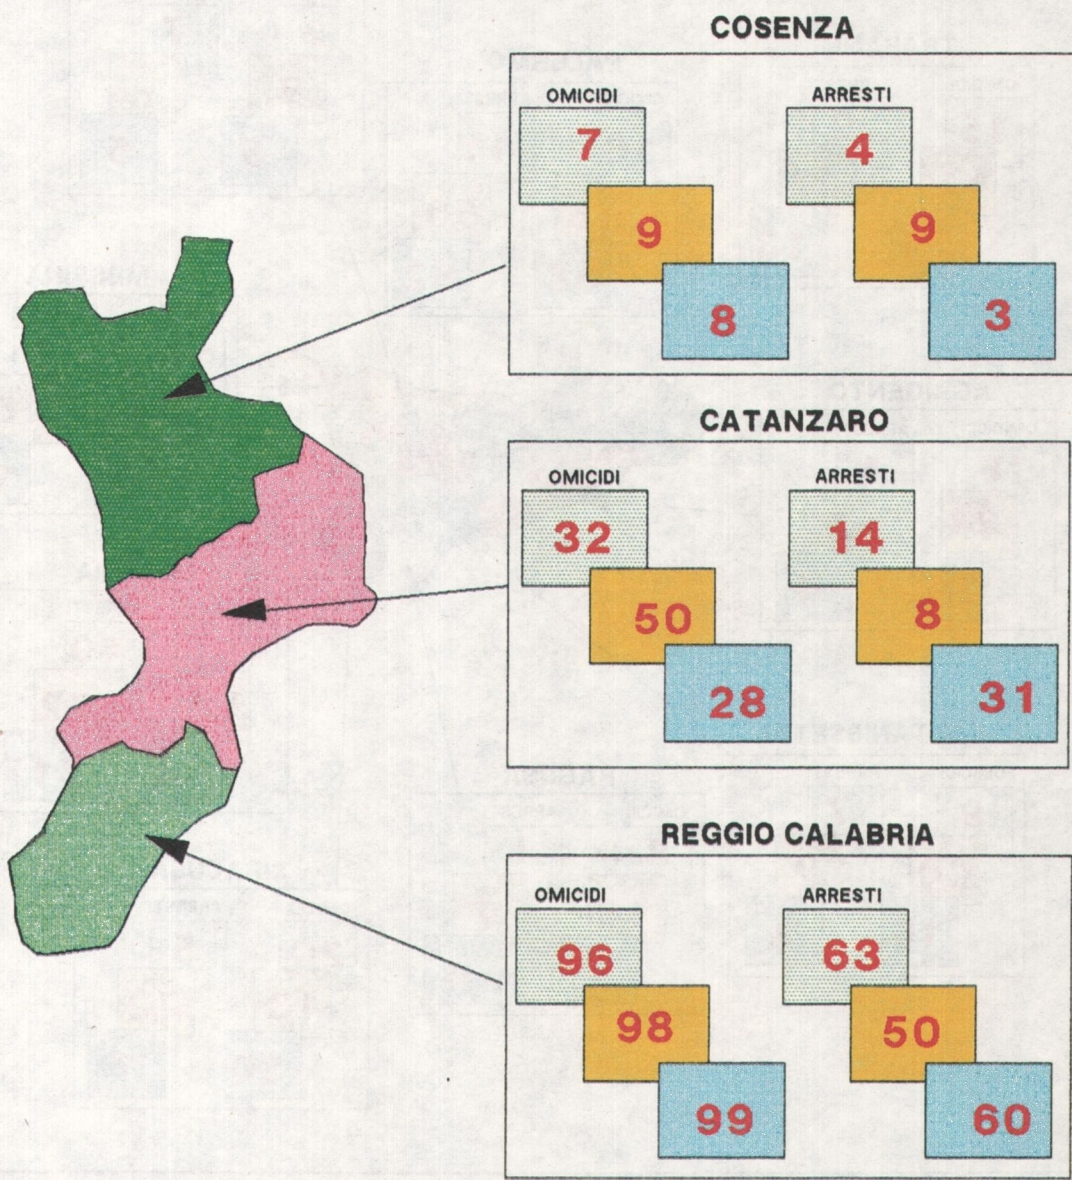 COSENZA
OMICIDI ARRESTI
7 4
9 9
8 3
CATANZARO
OMICIDI ARRESTI
32 14
50 8
28 31
REGGIO CALABRIA
OMICIDI ARRESTI
96 63
98 50
99 60